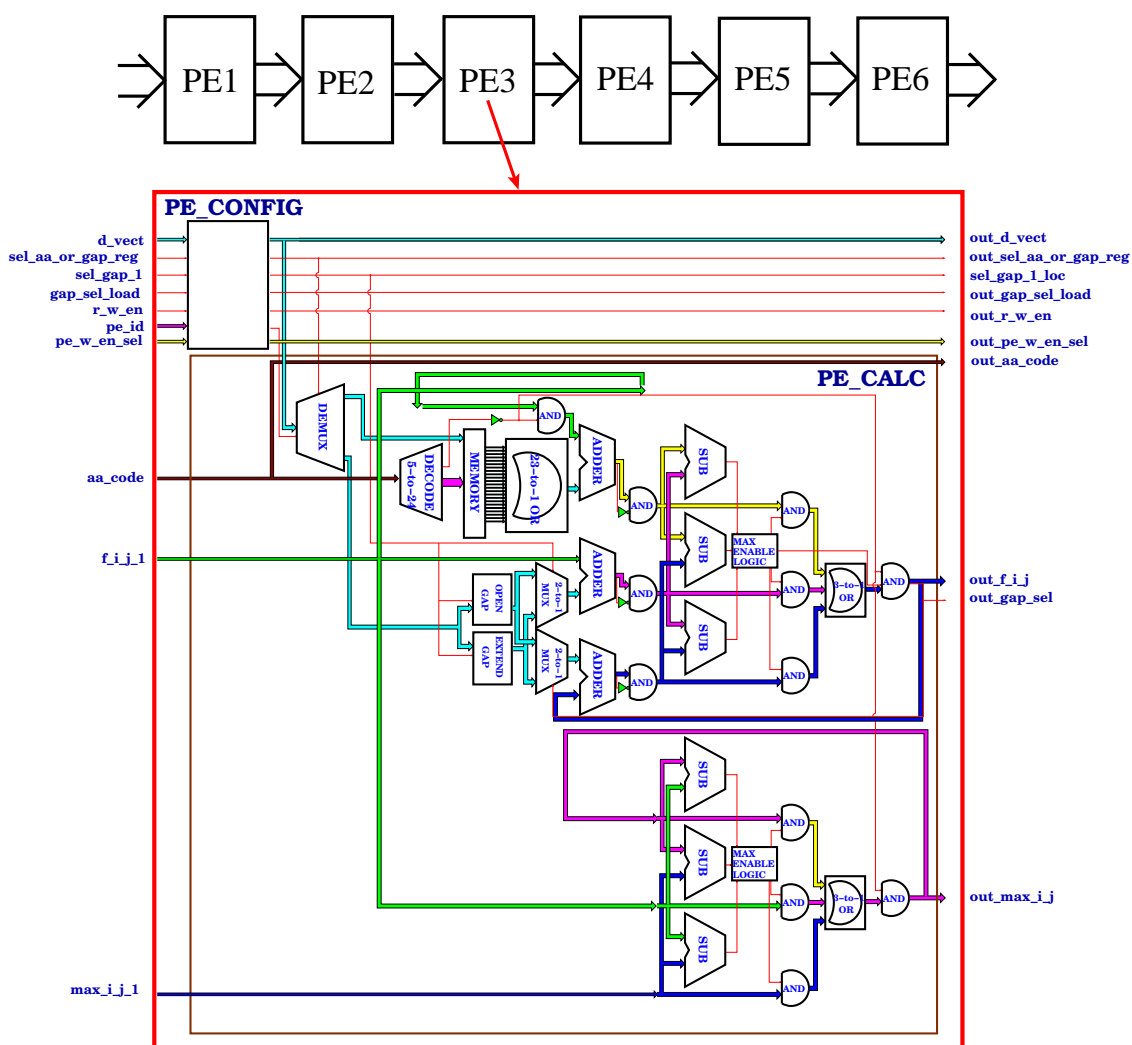 PE1 PE2 PE3 PE4 PE5 PE6
PE_CONFIG
d_vect
sel_aa_or_gap_reg
sel_gap_1
gap_sel_load
r_w_en
pe_id
pe_w_en_sel
out_d_vect
out_sel_aa_or_gap_reg
sel_gap_1_loc
out_gap_sel_load
out_r_w_en
out_pe_w_en_sel
out_aa_code
PE_CALC
DEMUX
aa_code
DECODE
5-to-24
MEMORY
23-to-1 OR
AND
ADDER
AND
SUB
SUB
SUB
MAX
ENABLE
LOGIC
AND
AND
AND
3-to-1
OR
AND
f_i_j_1
OPEN
GAP
EXTEND
GAP
2-to-1
MUX
2-to-1
MUX
ADDER
AND
ADDER
AND
out_f_i_j
out_gap_sel
SUB
SUB
SUB
MAX
ENABLE
LOGIC
AND
AND
AND
3-to-1
OR
AND
out_max_i_j
max_i_j_1